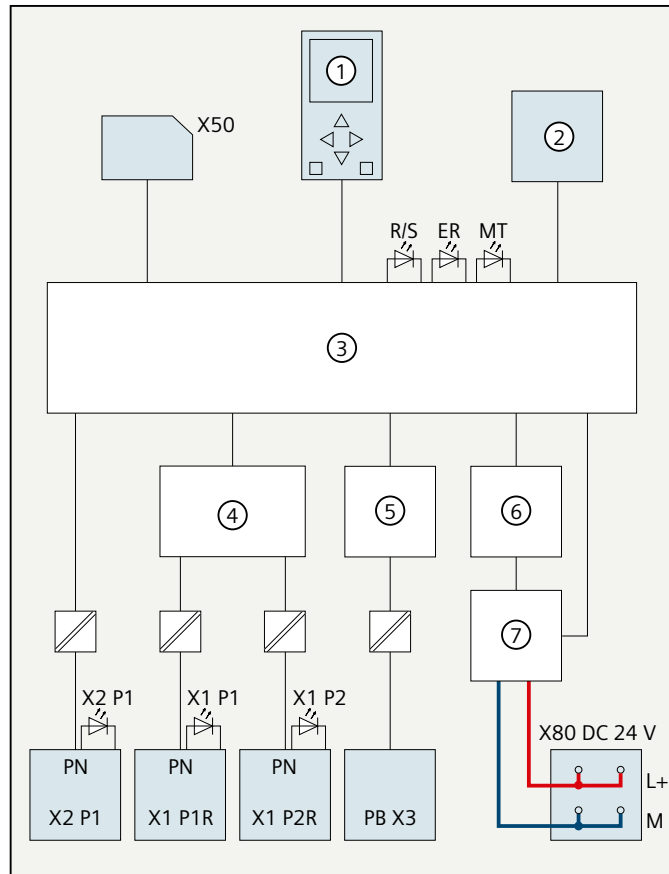 ①
X50
②
R/S ER MT
③
④
⑤
⑥
⑦
X2 P1
X1 P1
X1 P2
X80 DC 24 V
PN
PN
PN
L+
X2 P1
X1 P1R
X1 P2R
PB X3
M